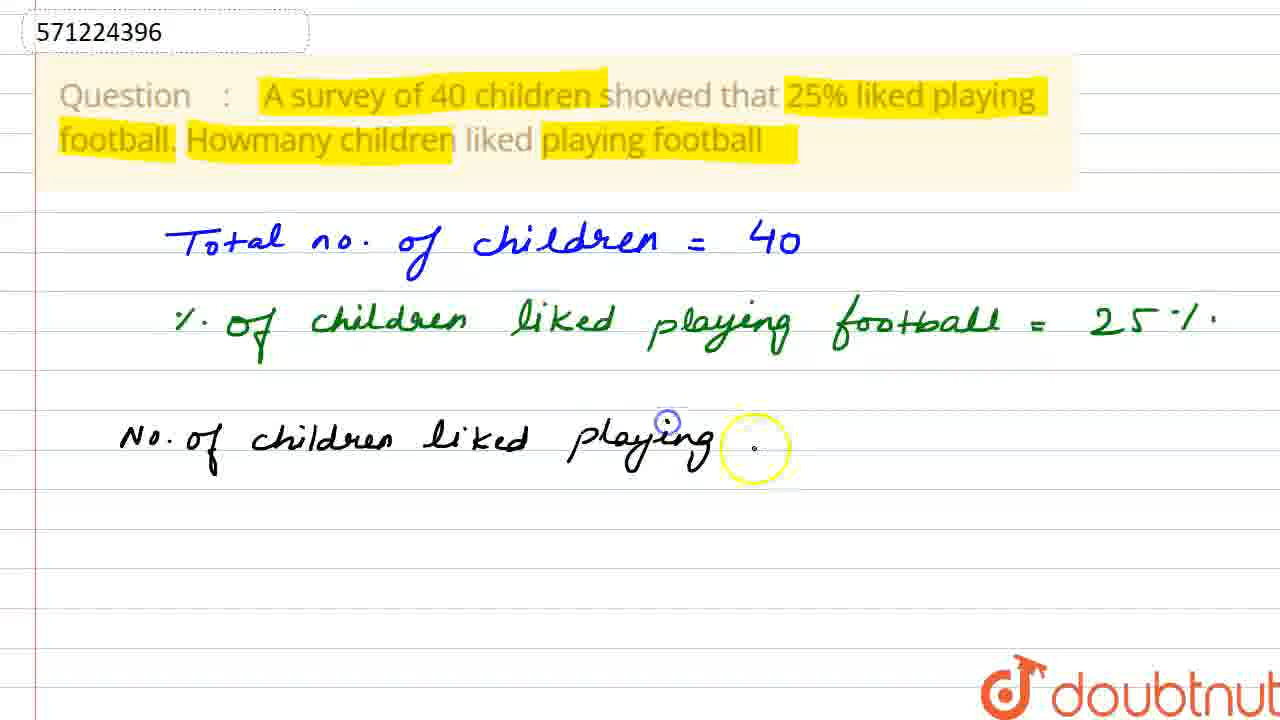 571224396
Question : A survey of 40 children showed that 25% liked playing
football. Howmany children liked playing football
Total no. of children = 40
% of children liked playing football = 25%.
No. of children liked playing
doubtnut